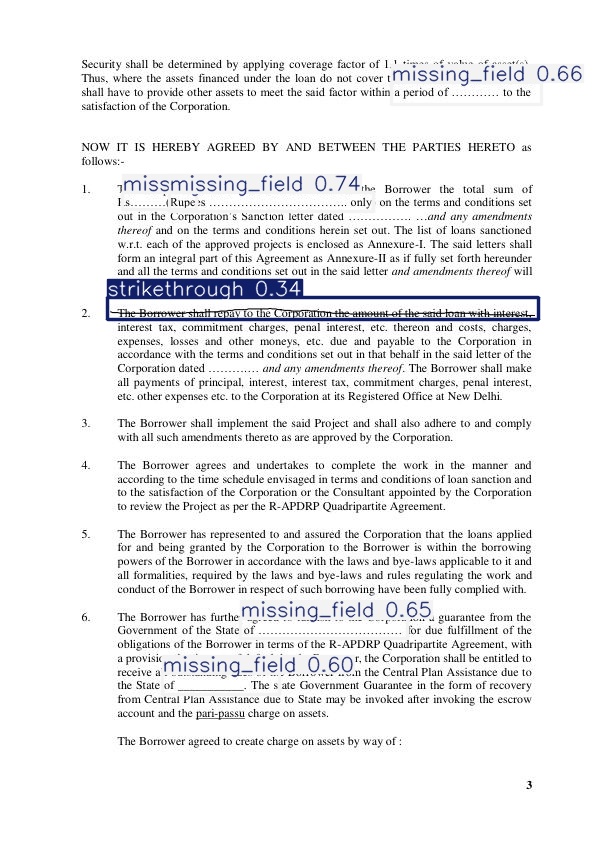 Security shall be determined by applying coverage factor of 1.1 times of value of asset(s).
Thus, where the assets financed under the loan do not cover
missing_field 0.66
shall have to provide other assets to meet the said factor within a period of ………… to the
satisfaction of the Corporation.
NOW IT IS HEREBY AGREED BY AND BETWEEN THE PARTIES HERETO as
follows:-
missmissing_field 0.74
1. the Borrower the total sum of
………(Rupees …………………………….. only on the terms and conditions set
out in the Corporation's Sanction letter dated …………… …and any amendments
thereof and on the terms and conditions herein set out. The list of loans sanctioned
w.r.t. each of the approved projects is enclosed as Annexure-I. The said letters shall
form an integral part of this Agreement as Annexure-II as if fully set forth hereunder
and all the terms and conditions set out in the said letter and any amendments thereof will
strikethrough 0.34
2. The Borrower shall repay to the Corporation the amount of the said loan with interest,
interest tax, commitment charges, penal interest, etc. thereon and costs, charges,
expenses, losses and other moneys, etc. due and payable to the Corporation in
accordance with the terms and conditions set out in that behalf in the said letter of the
Corporation dated ………… and any amendments thereof. The Borrower shall make
all payments of principal, interest, interest tax, commitment charges, penal interest,
etc. other expenses etc. to the Corporation at its Registered Office at New Delhi.
3. The Borrower shall implement the said Project and shall also adhere to and comply
with all such amendments thereto as are approved by the Corporation.
4. The Borrower agrees and undertakes to complete the work in the manner and
according to the time schedule envisaged in terms and conditions of loan sanction and
to the satisfaction of the Corporation or the Consultant appointed by the Corporation
to review the Project as per the R-APDRP Quadripartite Agreement.
5. The Borrower has represented to and assured the Corporation that the loans applied
for and being granted by the Corporation to the Borrower is within the borrowing
powers of the Borrower in accordance with the laws and bye-laws applicable to it and
all formalities, required by the laws and bye-laws and rules regulating the work and
conduct of the Borrower in respect of such borrowing have been fully complied with.
6. The Borrower has a guarantee from the
missing_field 0.65
Government of the State of ……………………………… for due fulfillment of the
obligations of the Borrower in terms of the R-APDRP Quadripartite Agreement, with
a the Corporation shall be entitled to
missing_field 0.60
receive from the Central Plan Assistance due to
the State of ___________. The State Government Guarantee in the form of recovery
from Central Plan Assistance due to State may be invoked after invoking the escrow
account and the pari-passu charge on assets.
The Borrower agreed to create charge on assets by way of :
3